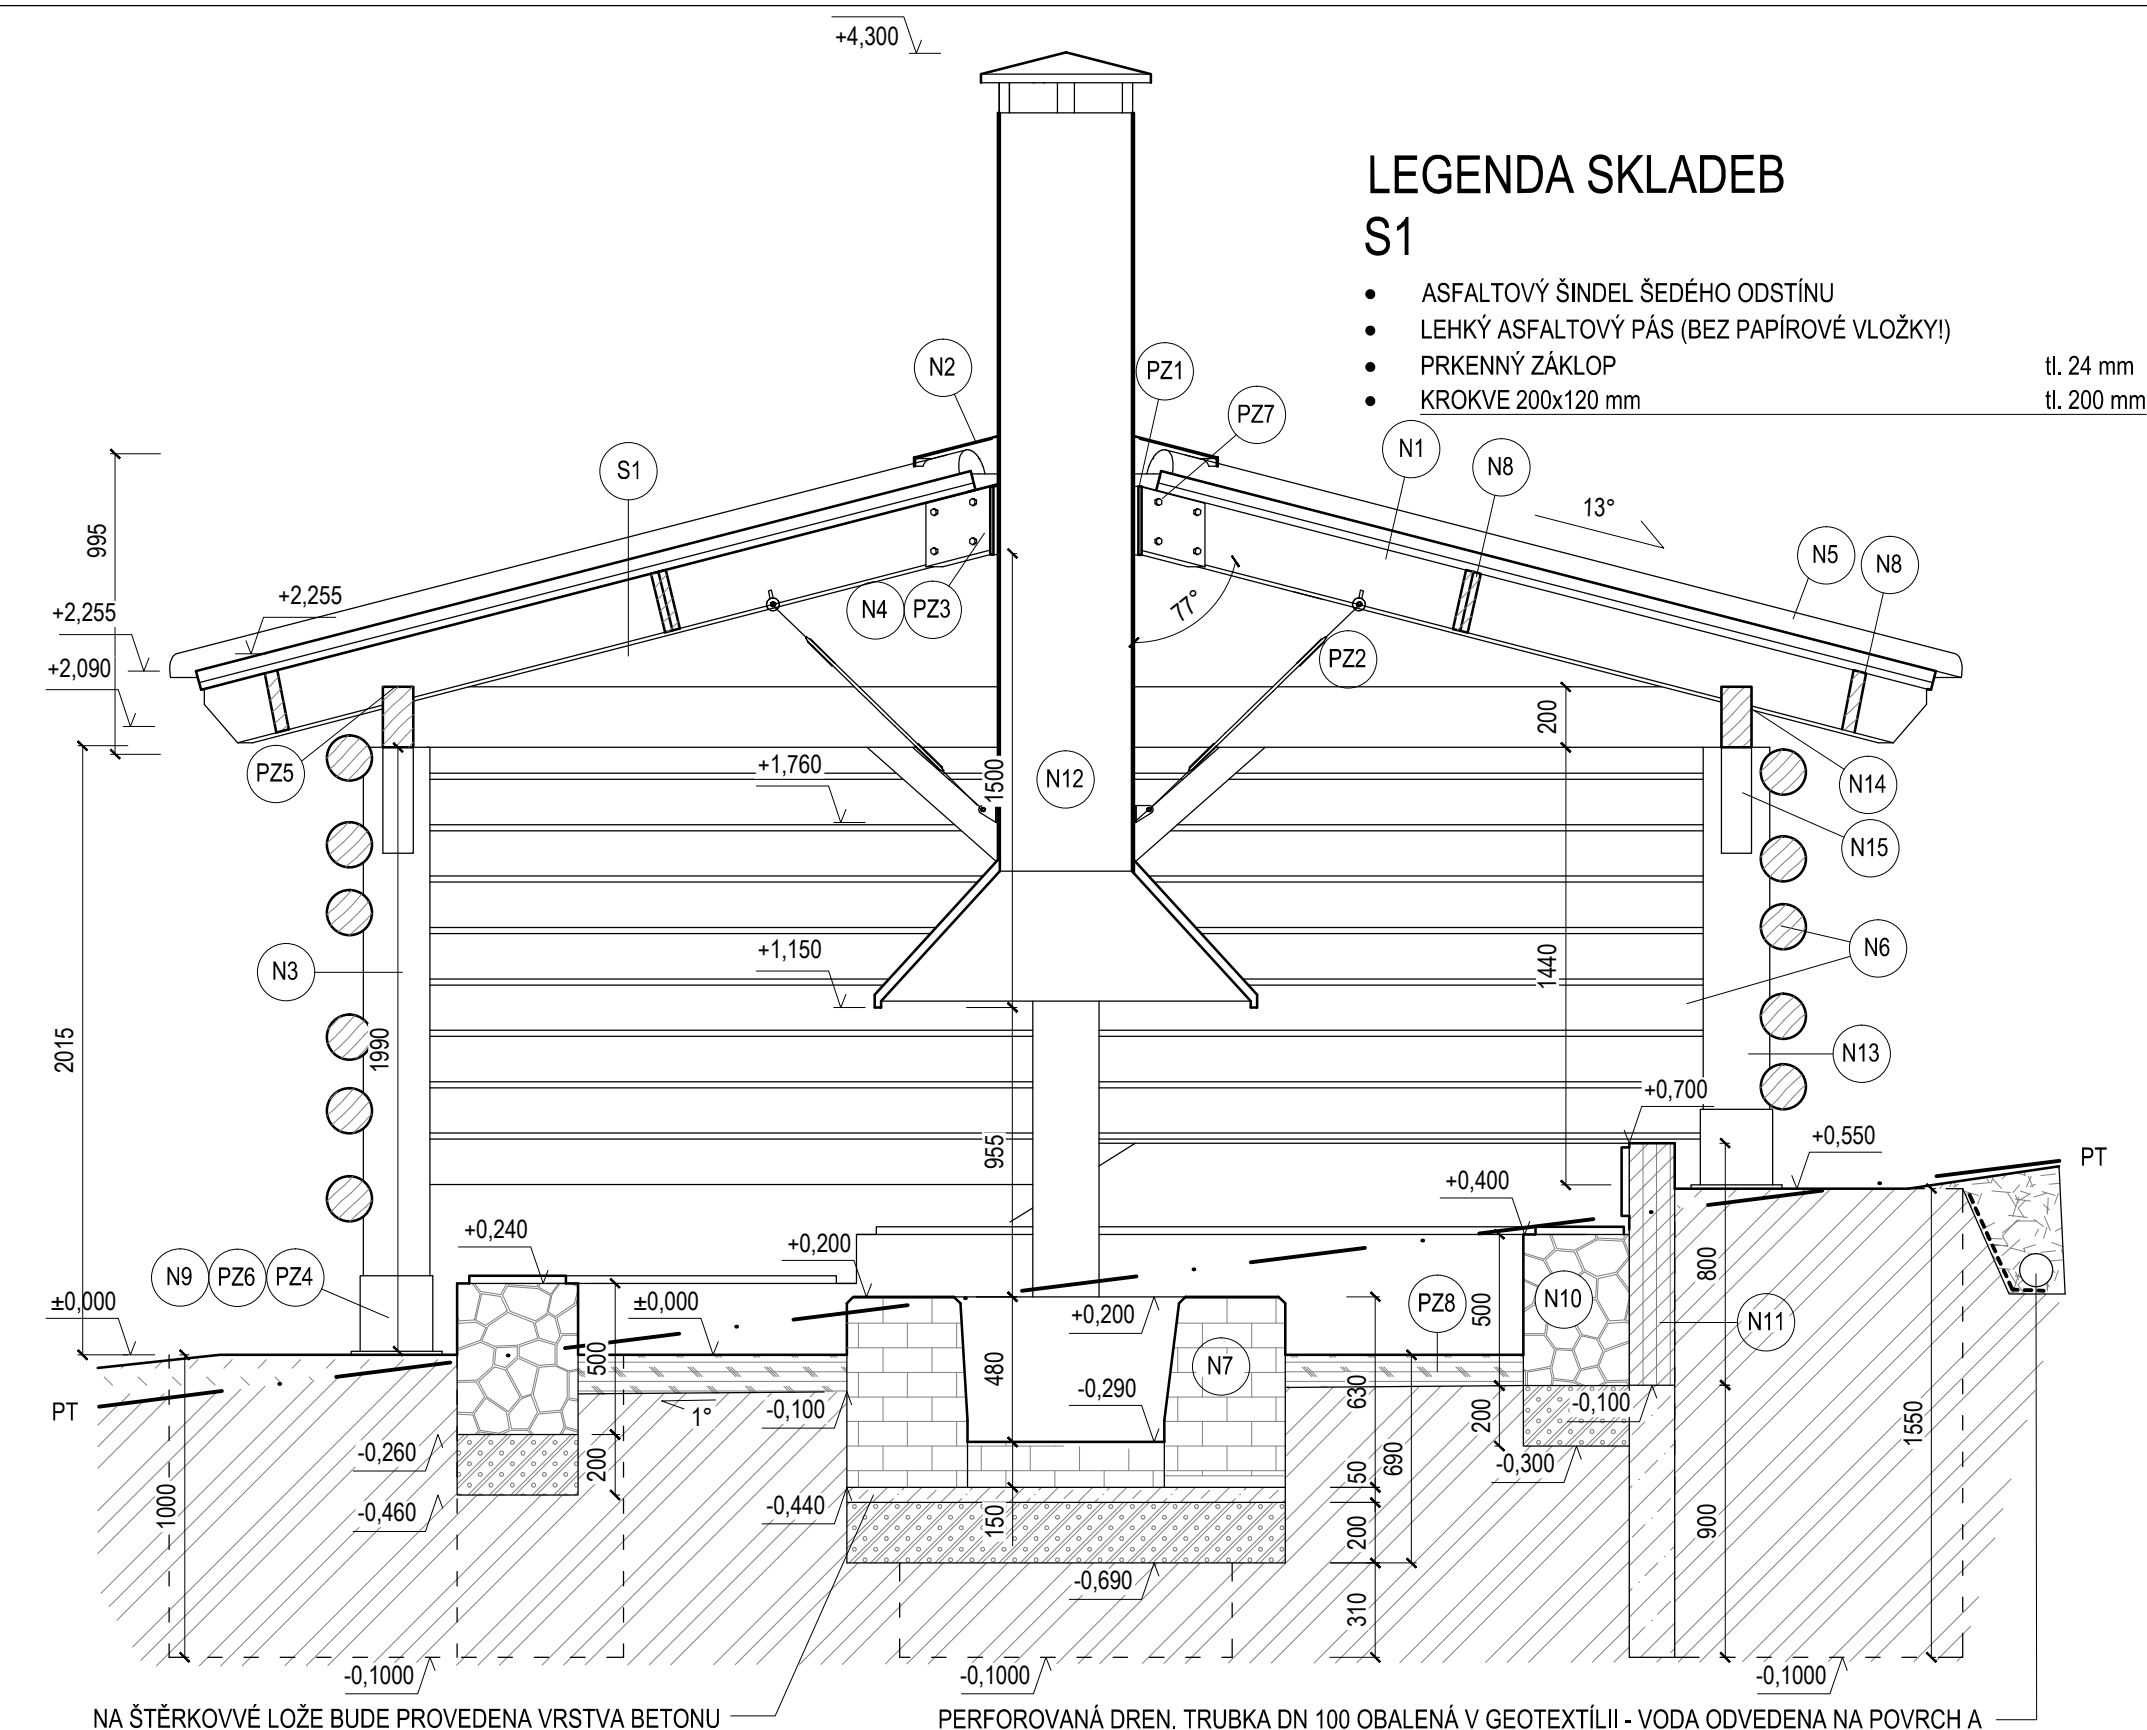 +4,300
LEGENDA SKLADEB
S1
• ASFALTOVÝ ŠINDEL ŠEDÉHO ODSTÍNU
• LEHKÝ ASFALTOVÝ PÁS (BEZ PAPÍROVÉ VLOŽKY!)
• PRKENNÝ ZÁKLOP tl. 24 mm
• KROKVE 200x120 mm tl. 200 mm
N2
PZ1
PZ7
N1
N8
S1
13°
995
N5
N8
+2,255
+2,255
N4
PZ3
77°
PZ2
+2,090
200
PZ5
+1,760
1500
N12
N14
N15
N3
+1,150
1440
N6
2015
1990
N13
+0,700
955
+0,550
PT
+0,400
+0,240
+0,200
N9
PZ6
PZ4
800
±0,000
±0,000
+0,200
PZ8
500
N10
N11
500
480
N7
630
PT
1°
-0,100
-0,290
-0,100
200
1550
-0,260
200
690
-0,300
1000
-0,460
-0,440
150
50
200
900
-0,690
310
-0,1000
-0,1000
-0,1000
NA ŠTĚRKOVVÉ LOŽE BUDE PROVEDENA VRSTVA BETONU
PERFOROVANÁ DREN. TRUBKA DN 100 OBALENÁ V GEOTEXTÍLII - VODA ODVEDENA NA POVRCH A